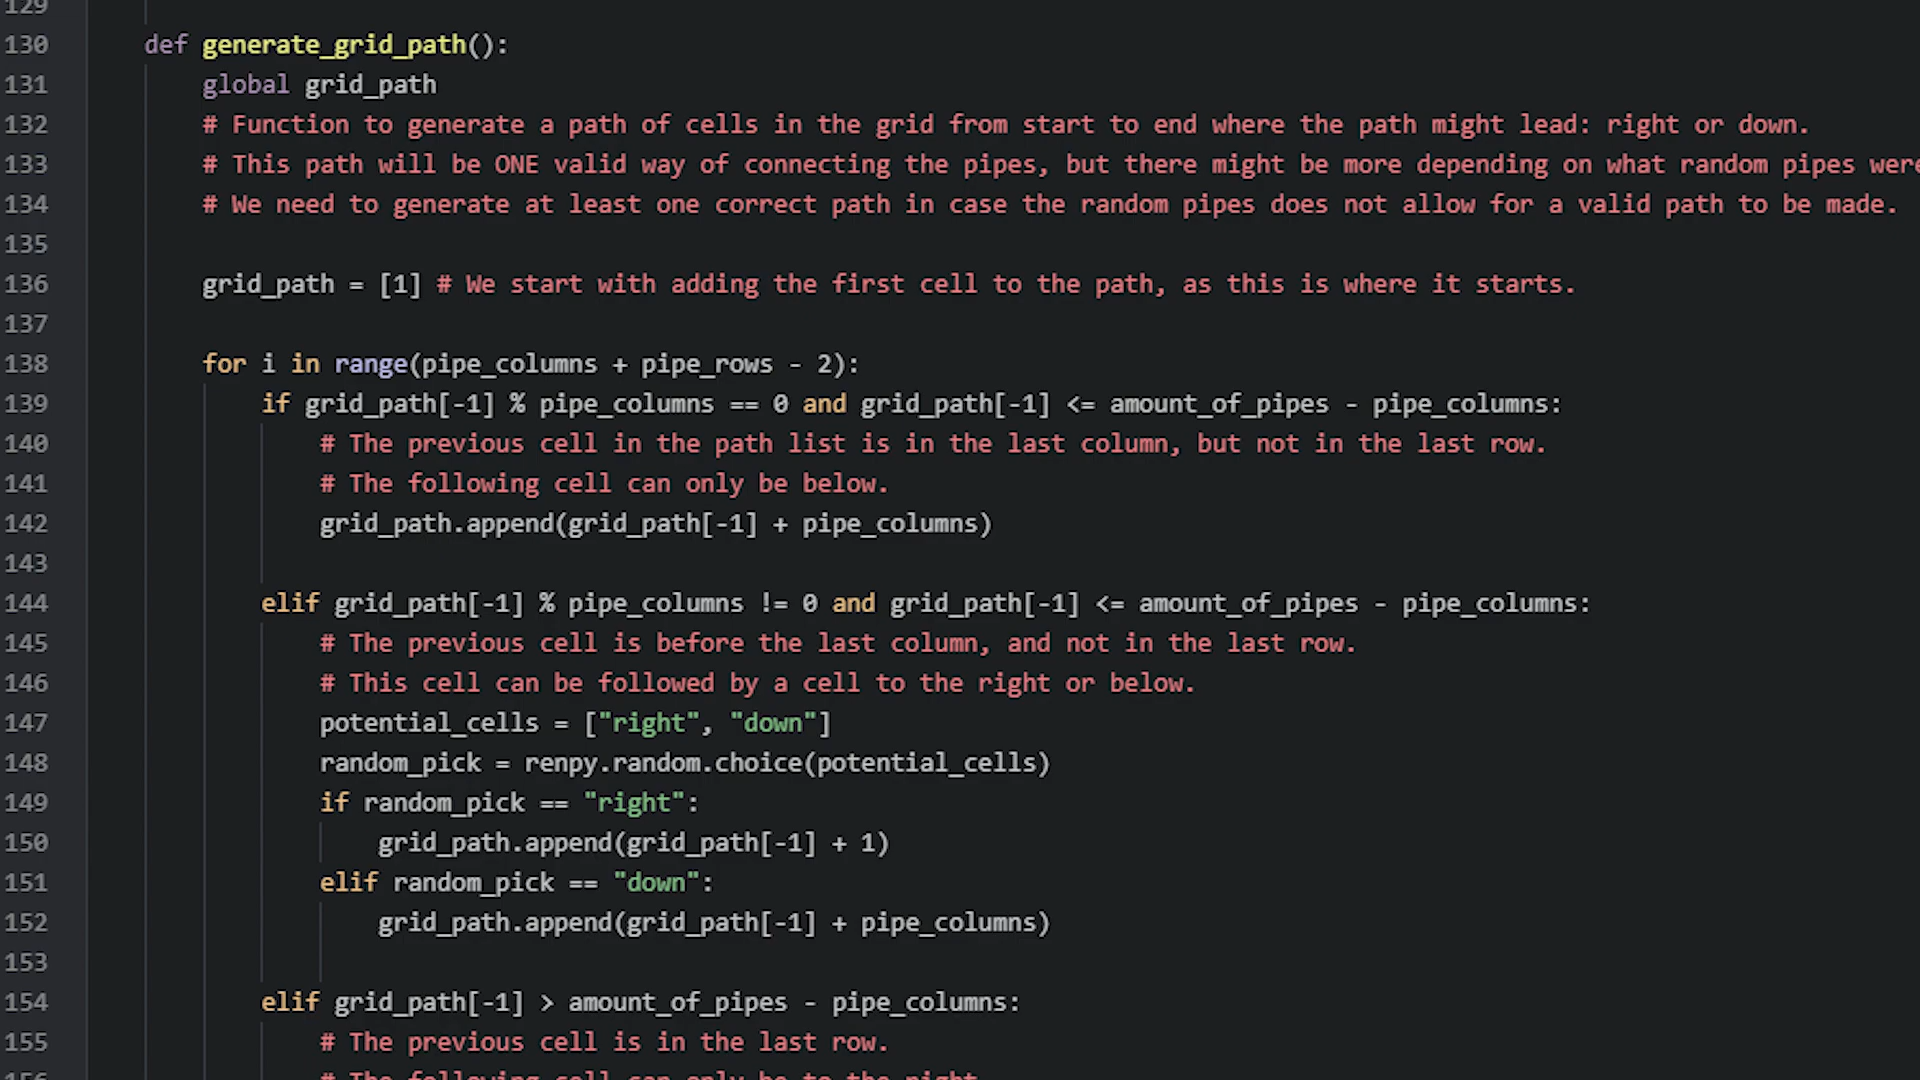 129
130 def generate_grid_path():
131 global grid_path
132 # Function to generate a path of cells in the grid from start to end where the path might lead: right or down.
133 # This path will be ONE valid way of connecting the pipes, but there might be more depending on what random pipes were
134 # We need to generate at least one correct path in case the random pipes does not allow for a valid path to be made.
135
136 grid_path = [1] # We start with adding the first cell to the path, as this is where it starts.
137
138 for i in range(pipe_columns + pipe_rows - 2):
139 if grid_path[-1] % pipe_columns == 0 and grid_path[-1] <= amount_of_pipes - pipe_columns:
140 # The previous cell in the path list is in the last column, but not in the last row.
141 # The following cell can only be below.
142 grid_path.append(grid_path[-1] + pipe_columns)
143
144 elif grid_path[-1] % pipe_columns != 0 and grid_path[-1] <= amount_of_pipes - pipe_columns:
145 # The previous cell is before the last column, and not in the last row.
146 # This cell can be followed by a cell to the right or below.
147 potential_cells = ["right", "down"]
148 random_pick = renpy.random.choice(potential_cells)
149 if random_pick == "right":
150 grid_path.append(grid_path[-1] + 1)
151 elif random_pick == "down":
152 grid_path.append(grid_path[-1] + pipe_columns)
153
154 elif grid_path[-1] > amount_of_pipes - pipe_columns:
155 # The previous cell is in the last row.
156 # The following cell can only be to the right.